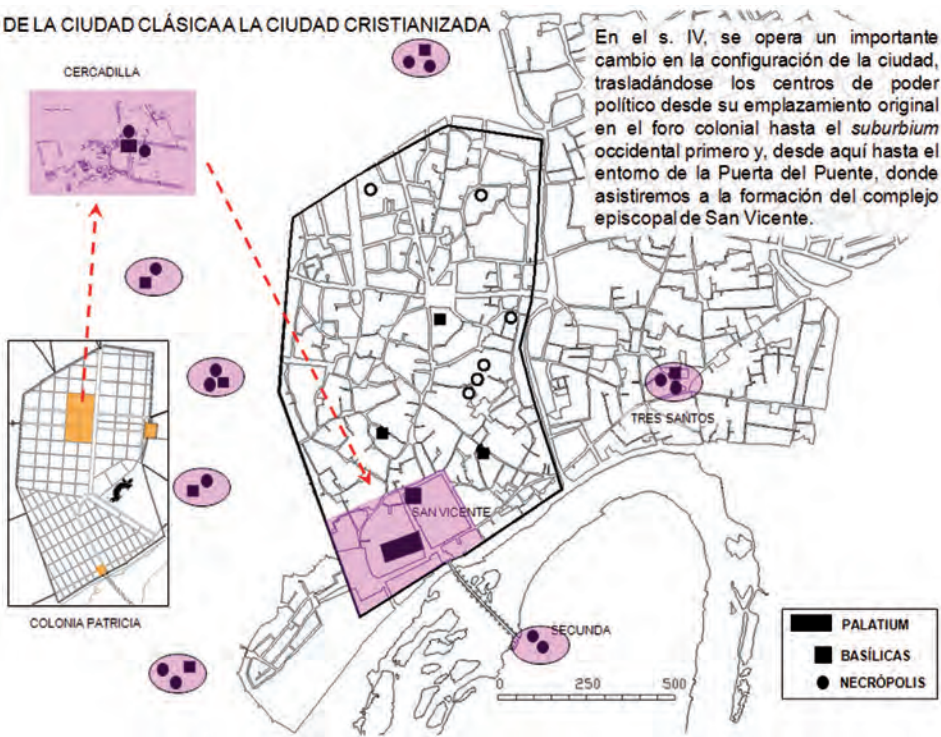 DE LA CIUDAD CLÁSICA A LA CIUDAD CRISTIANIZADA
En el s. IV, se opera un importante
cambio en la configuración de la ciudad,
trasladándose los centros de poder
político desde su emplazamiento original
en el foro colonial hasta el suburbium
occidental primero y, desde aquí hasta el
entorno de la Puerta del Puente, donde
asistiremos a la formación del complejo
episcopal de San Vicente.
CERCADILLA
TRES SANTOS
SAN VICENTE
COLONIA PATRICIA
SECUNDA
0 250 500
PALATIUM
BASÍLICAS
NECRÓPOLIS